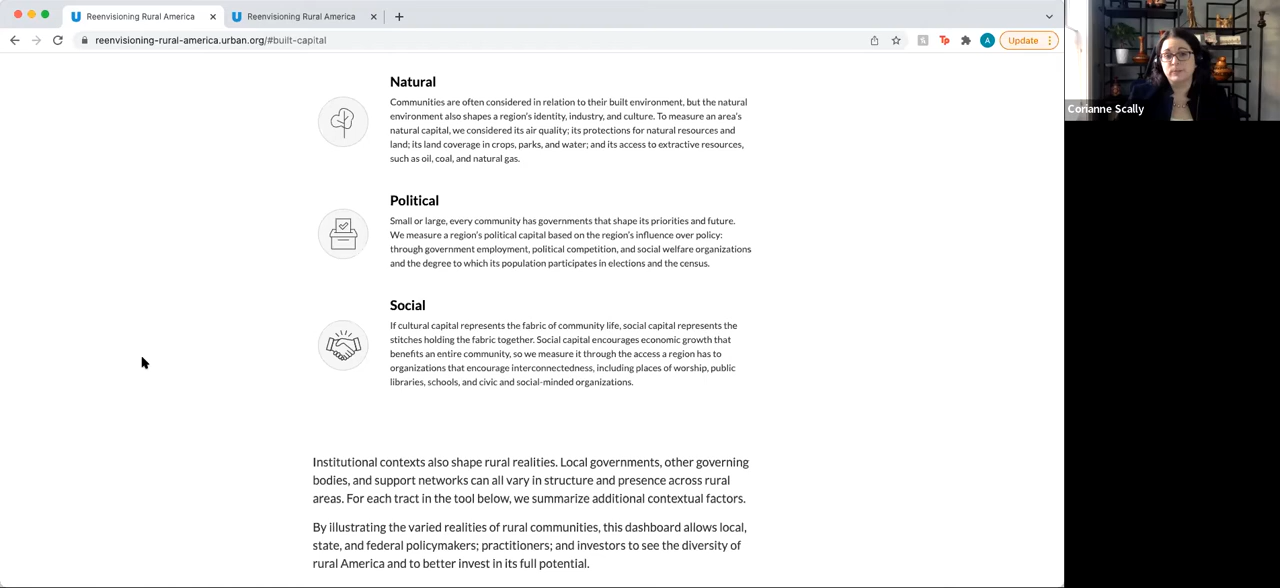 Reenvisioning Rural America
Reenvisioning Rural America
reenvisioning-rural-america.urban.org/#built-capital
Tp
A
Update
Corianne Scally
Natural
Communities are often considered in relation to their built environment, but the natural
environment also shapes a region's identity, industry, and culture. To measure an area's
natural capital, we considered its air quality; its protections for natural resources and
land; its land coverage in crops, parks, and water; and its access to extractive resources,
such as oil, coal, and natural gas.
Political
Small or large, every community has governments that shape its priorities and future.
We measure a region's political capital based on the region's influence over policy:
through government employment, political competition, and social welfare organizations
and the degree to which its population participates in elections and the census.
Social
If cultural capital represents the fabric of community life, social capital represents the
stitches holding the fabric together. Social capital encourages economic growth that
benefits an entire community, so we measure it through the access a region has to
organizations that encourage interconnectedness, including places of worship, public
libraries, schools, and civic and social-minded organizations.
Institutional contexts also shape rural realities. Local governments, other governing
bodies, and support networks can all vary in structure and presence across rural
areas. For each tract in the tool below, we summarize additional contextual factors.
By illustrating the varied realities of rural communities, this dashboard allows local,
state, and federal policymakers; practitioners; and investors to see the diversity of
rural America and to better invest in its full potential.